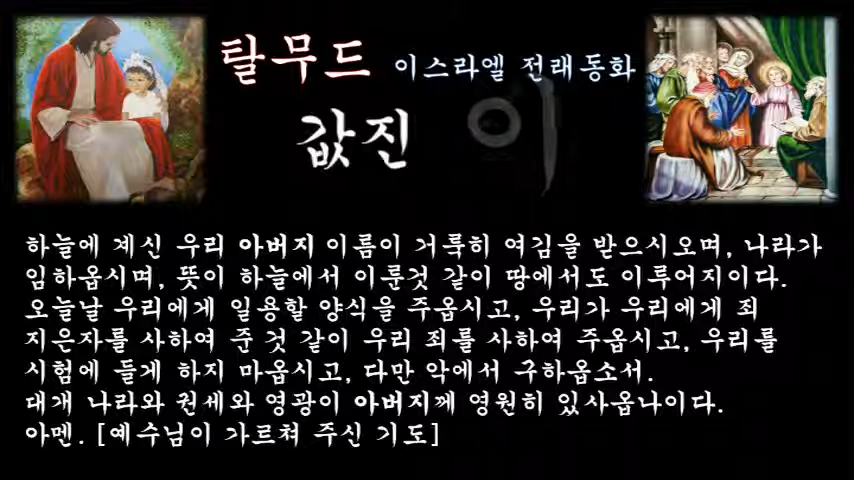 탈무드 이스라엘 전래동화
값진 이
하늘에 계신 우리 아버지 이름이 거룩히 여김을 받으시오며, 나라가
임하옵시며, 뜻이 하늘에서 이룬것 같이 땅에서도 이루어지이다.
오늘날 우리에게 일용할 양식을 주옵시고, 우리가 우리에게 죄
지은자를 사하여 준 것 같이 우리 죄를 사하여 주옵시고, 우리를
시험에 들게 하지 마옵시고, 다만 악에서 구하옵소서.
대개 나라와 권세와 영광이 아버지께 영원히 있사옵나이다.
아멘. [예수님이 가르쳐 주신 기도]